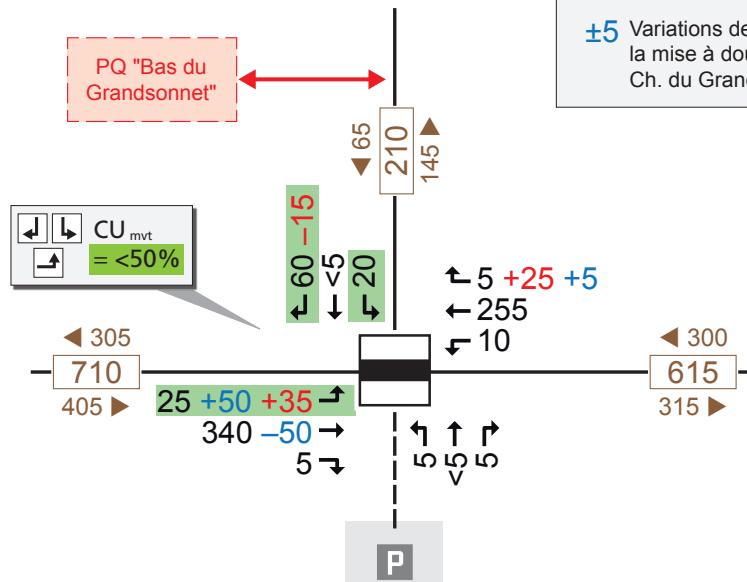 ±5 Variations de
la mise à dou
Ch. du Grand
PQ "Bas du
Grandsonnet"
◄ 65
210
145 ►
CU mvt
= <50%
60 –15
<5
20
5 +25 +5
255
10
◄ 305
710
405 ►
◄ 300
615
315 ►
25 +50 +35
340 –50
5
5
<5
5
P